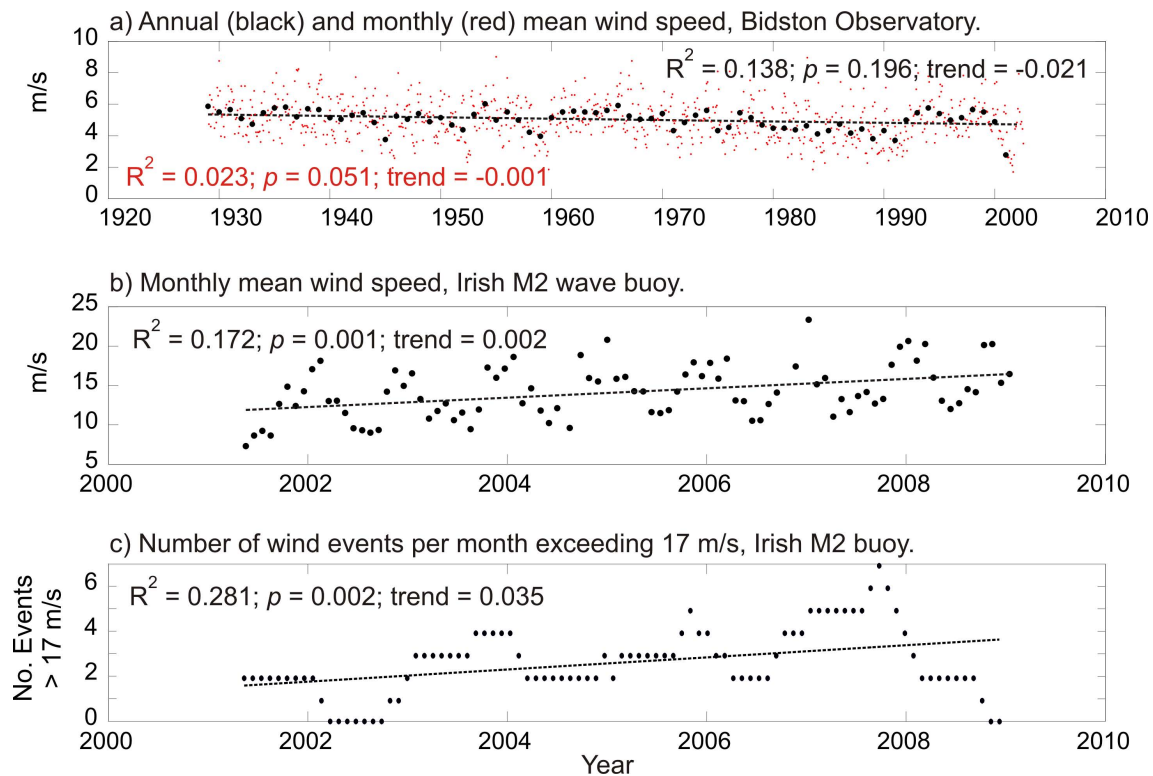 a) Annual (black) and monthly (red) mean wind speed, Bidston Observatory.
10
8
6
4
2
0
m/s
R² = 0.138; p = 0.196; trend = -0.021
R² = 0.023; p = 0.051; trend = -0.001
1920 1930 1940 1950 1960 1970 1980 1990 2000 2010
b) Monthly mean wind speed, Irish M2 wave buoy.
25
20
15
10
5
m/s
R² = 0.172; p = 0.001; trend = 0.002
2000 2002 2004 2006 2008 2010
c) Number of wind events per month exceeding 17 m/s, Irish M2 buoy.
6
4
2
0
No. Events
> 17 m/s
R² = 0.281; p = 0.002; trend = 0.035
2000 2002 2004 2006 2008 2010
Year